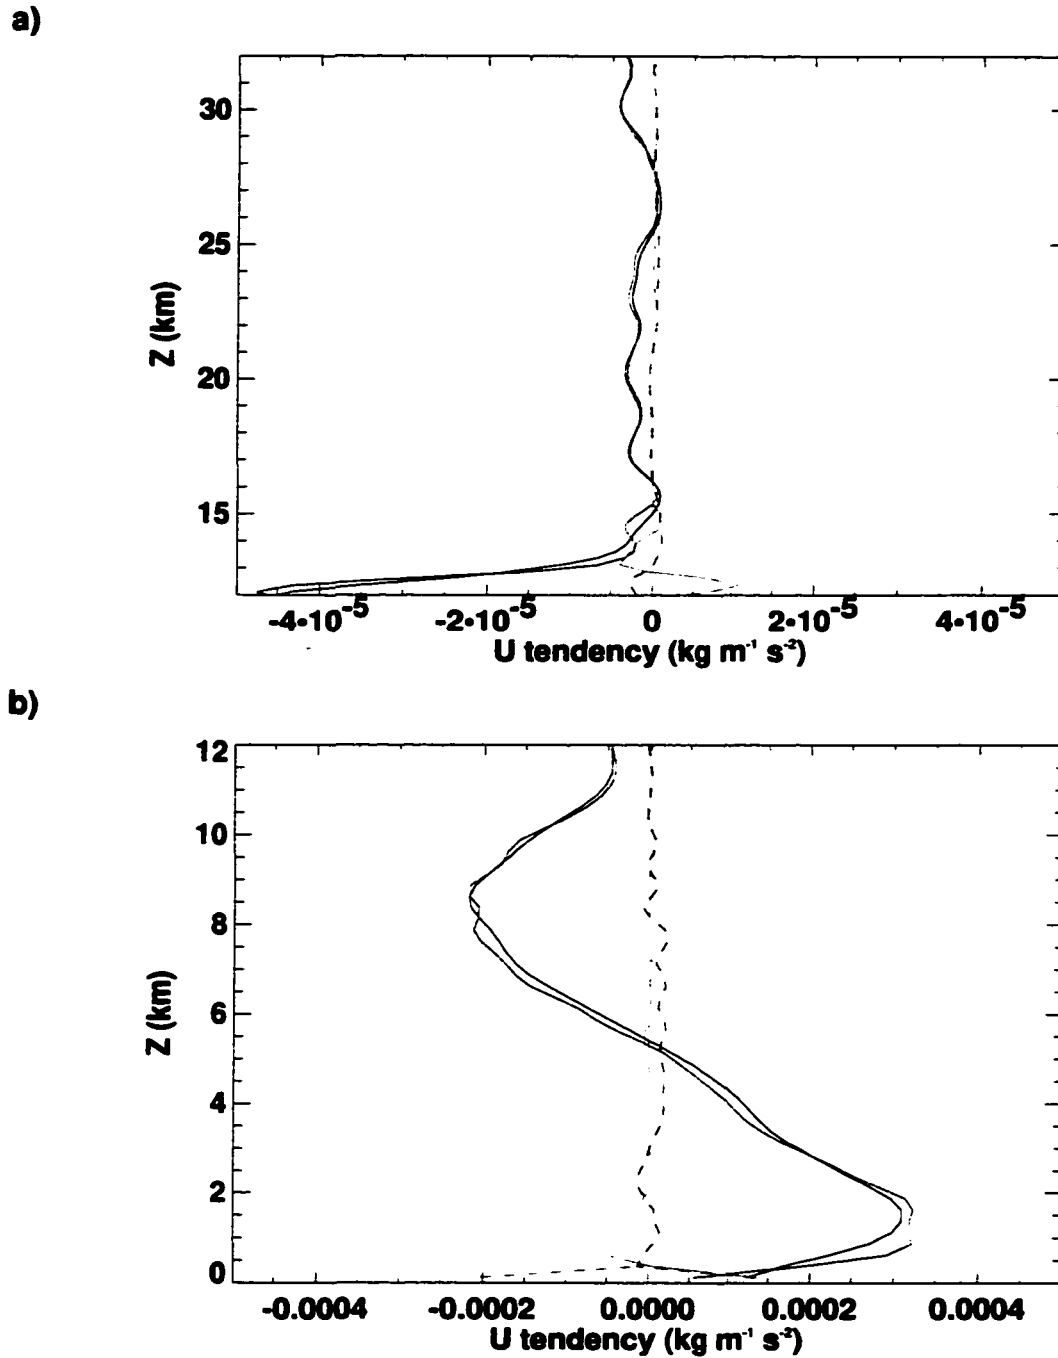 a)
30
25
20
15
Z (km)
-4•10⁻⁵ -2•10⁻⁵ 0 2•10⁻⁵ 4•10⁻⁵
U tendency (kg m⁻¹ s⁻²)
b)
12
10
8
6
4
2
0
Z (km)
-0.0004 -0.0002 0.0000 0.0002 0.0004
U tendency (kg m⁻¹ s⁻²)